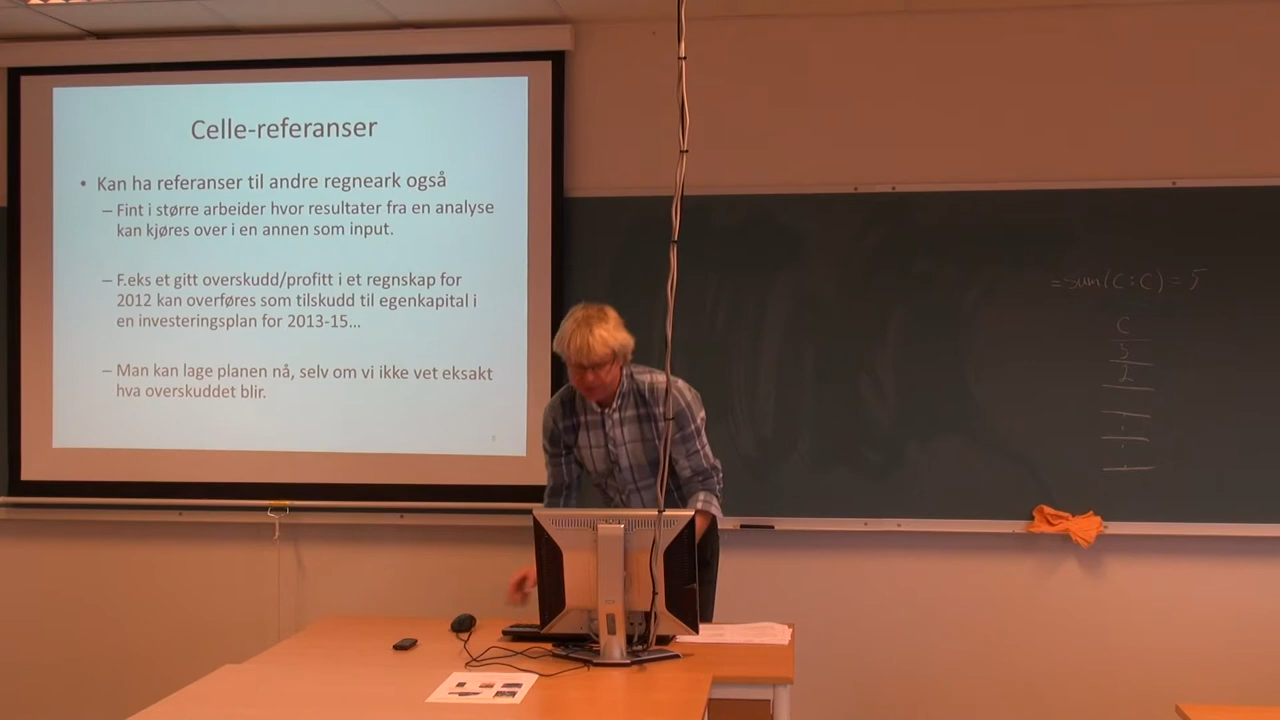 Celle-referanser
• Kan ha referanser til andre regneark også
– Fint i større arbeider hvor resultater fra en analyse
kan kjøres over i en annen som input.
– F.eks et gitt overskudd/profitt i et regnskap for
2012 kan overføres som tilskudd til egenkapital i
en investeringsplan for 2013-15...
– Man kan lage planen nå, selv om vi ikke vet eksakt
hva overskuddet blir.
=sum(C:C) = 5
C
5
2